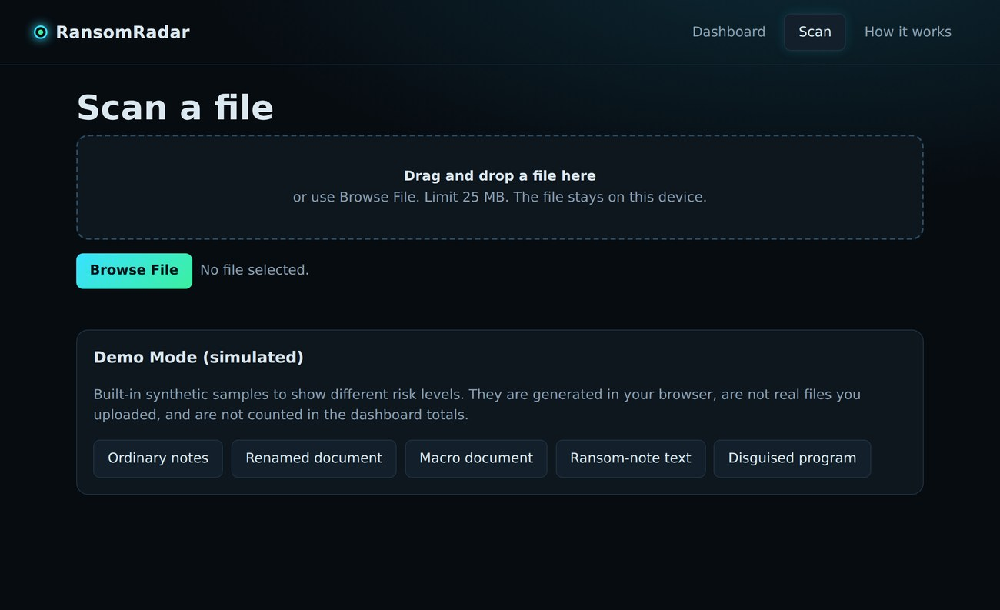 RansomRadar
Dashboard
Scan
How it works
Scan a file
Drag and drop a file here
or use Browse File. Limit 25 MB. The file stays on this device.
Browse File
No file selected.
Demo Mode (simulated)
Built-in synthetic samples to show different risk levels. They are generated in your browser, are not real files you
uploaded, and are not counted in the dashboard totals.
Ordinary notes
Renamed document
Macro document
Ransom-note text
Disguised program